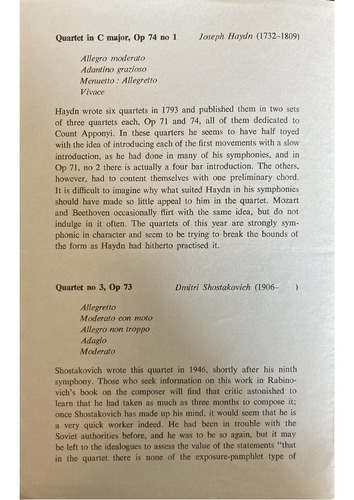 Quartet in C major, Op 74 no 1 Joseph Haydn (1732–1809)
Allegro moderato
Adantino grazioso
Menuetto : Allegretto
Vivace
Haydn wrote six quartets in 1793 and published them in two sets
of three quartets each, Op 71 and 74, all of them dedicated to
Count Apponyi. In these quarters he seems to have half toyed
with the idea of introducing each of the first movements with a slow
introduction, as he had done in many of his symphonies, and in
Op 71, no 2 there is actually a four bar introduction. The others,
however, had to content themselves with one preliminary chord.
It is difficult to imagine why what suited Haydn in his symphonies
should have made so little appeal to him in the quartet. Mozart
and Beethoven occasionally flirt with the same idea, but do not
indulge in it often. The quartets of this year are strongly sym-
phonic in character and seem to be trying to break the bounds of
the form as Haydn had hitherto practised it.
Quartet no 3, Op 73 Dmitri Shostakovich (1906– )
Allegretto
Moderato con moto
Allegro non troppo
Adagio
Moderato
Shostakovich wrote this quartet in 1946, shortly after his ninth
symphony. Those who seek information on this work in Rabino-
vich's book on the composer will find that critic astonished to
learn that he had taken as much as three months to compose it;
once Shostakovich has made up his mind, it would seem that he is
a very quick worker indeed. He had been in trouble with the
Soviet authorities before, and he was to be so again, but it may
be left to the idealogues to assess the value of the statements "that
in the quartet there is none of the exposure-pamphlet type of